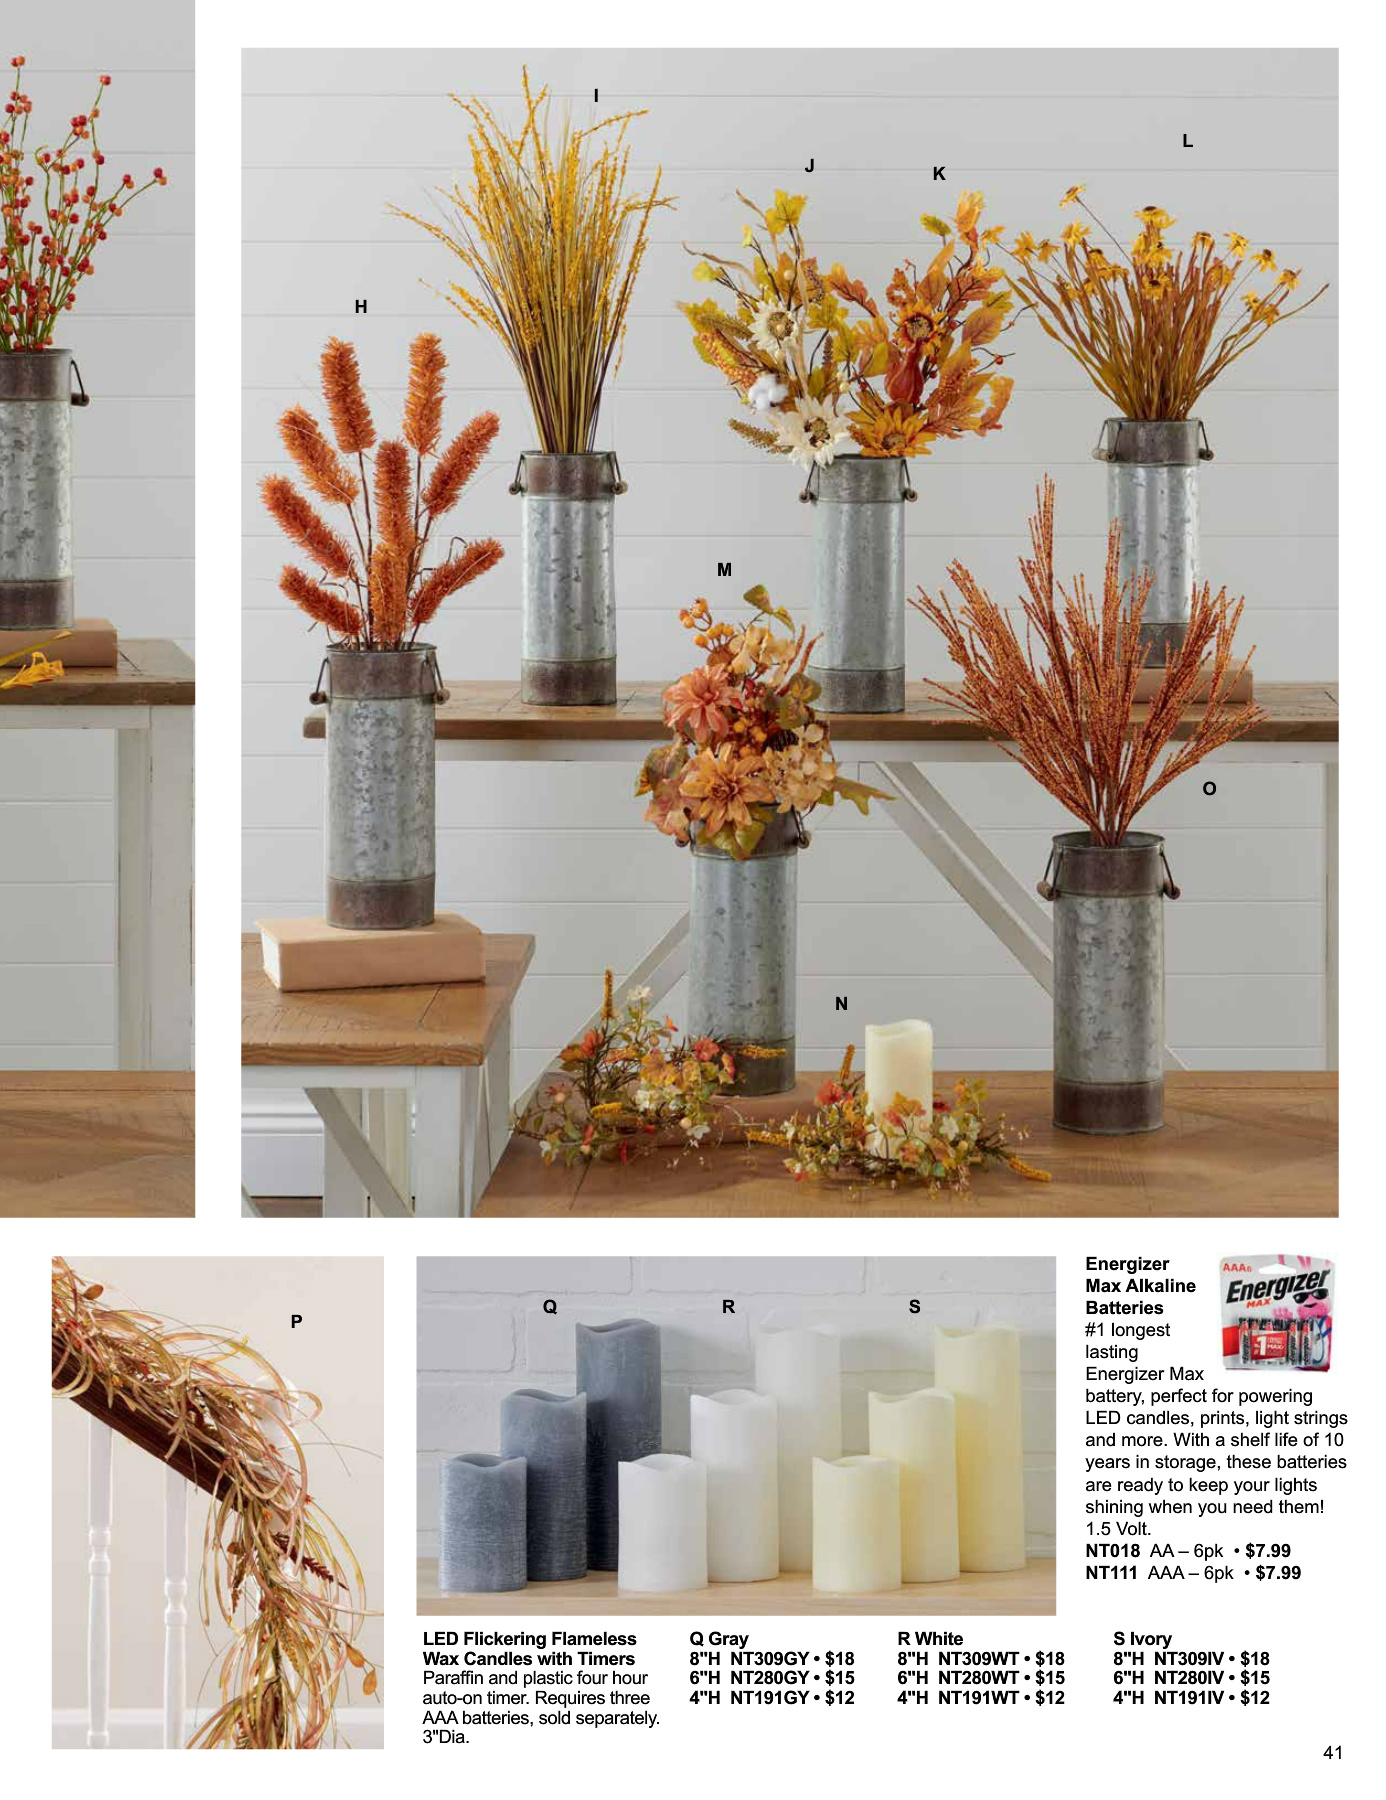 I
L
J
K
H
M
O
N
P
Q
R
S
Energizer
Max Alkaline
Batteries
#1 longest
lasting
Energizer Max
battery, perfect for powering
LED candles, prints, light strings
and more. With a shelf life of 10
years in storage, these batteries
are ready to keep your lights
shining when you need them!
1.5 Volt.
NT018 AA – 6pk • $7.99
NT111 AAA – 6pk • $7.99
AAA6
Energizer
MAX
#1
MAX
LED Flickering Flameless
Wax Candles with Timers
Paraffin and plastic four hour
auto-on timer. Requires three
AAA batteries, sold separately.
3"Dia.
Q Gray
8"H NT309GY • $18
6"H NT280GY • $15
4"H NT191GY • $12
R White
8"H NT309WT • $18
6"H NT280WT • $15
4"H NT191WT • $12
S Ivory
8"H NT309IV • $18
6"H NT280IV • $15
4"H NT191IV • $12
41